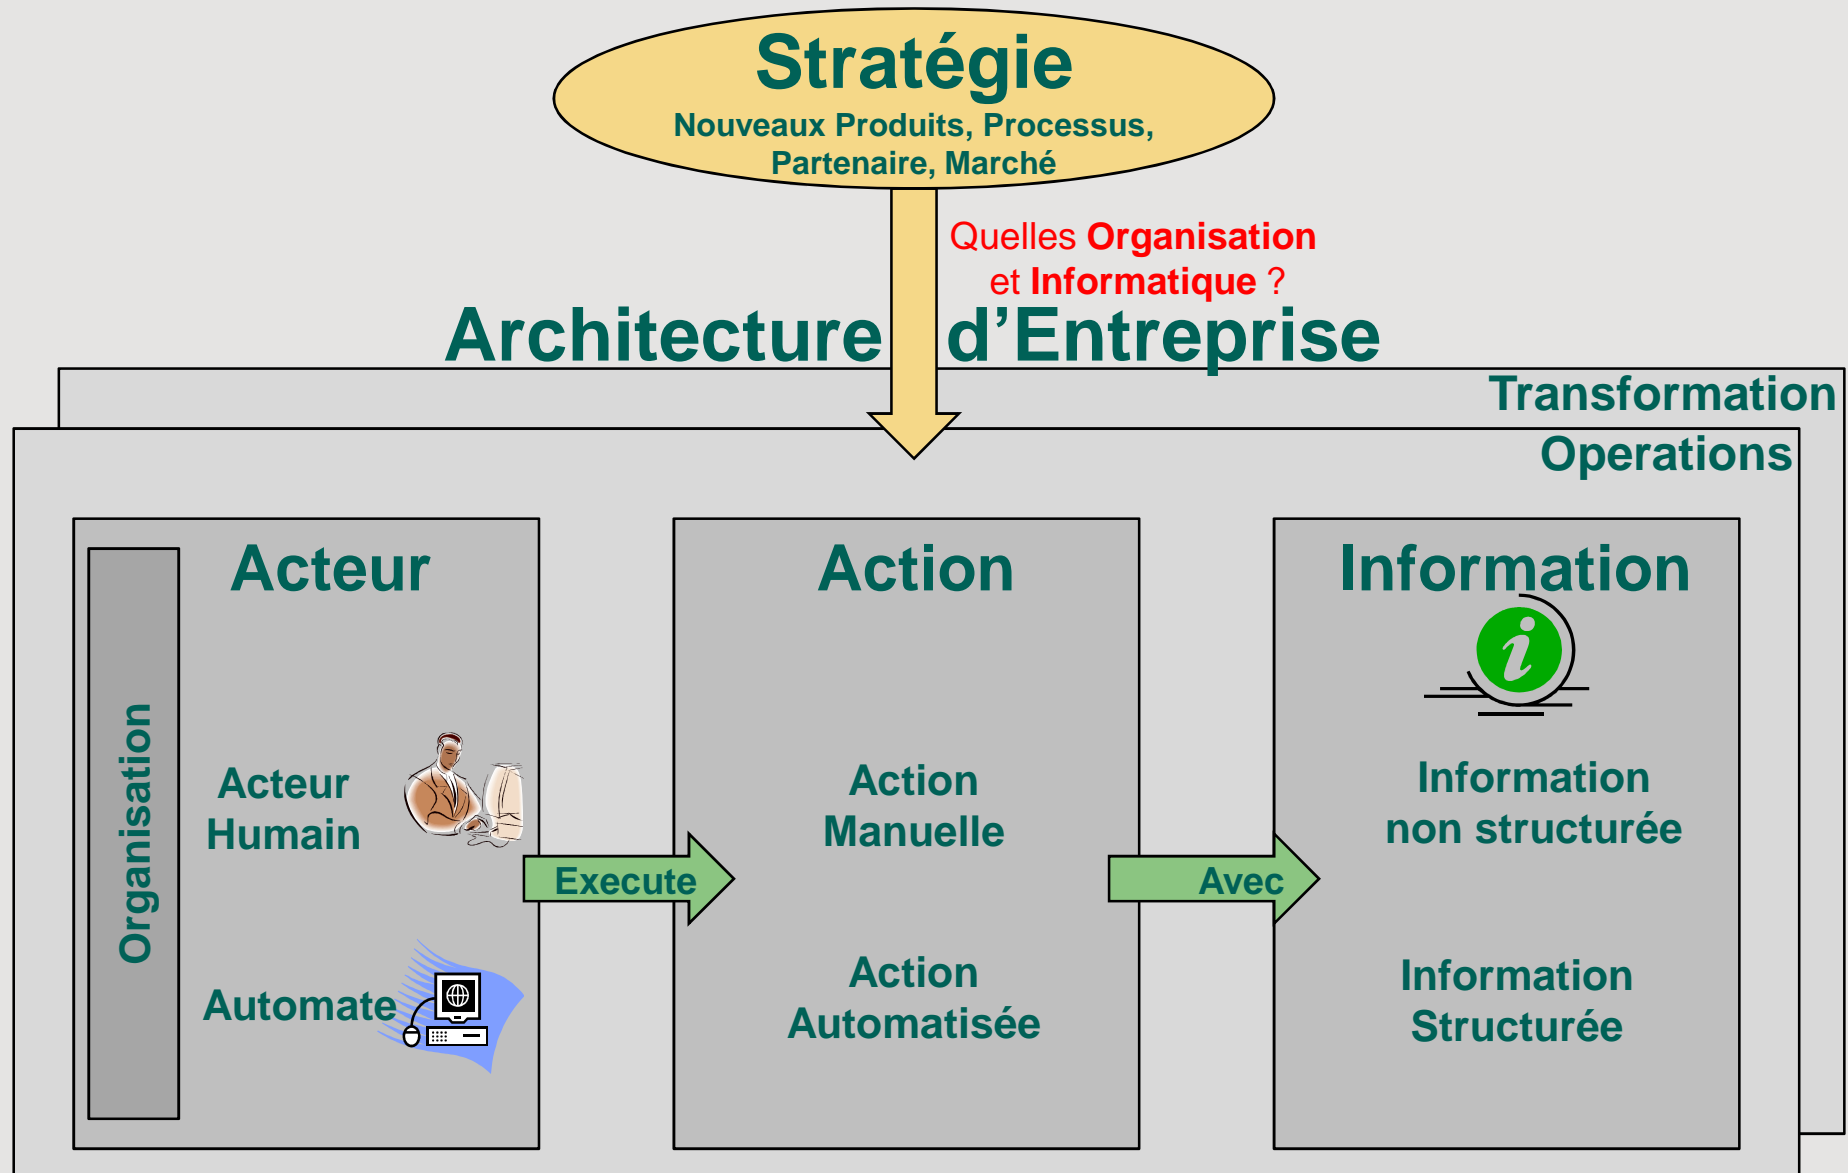 Stratégie
Nouveaux Produits, Processus,
Partenaire, Marché
Quelles Organisation
et Informatique ?
Architecture d’Entreprise
Transformation
Operations
Organisation
Acteur
Acteur
Humain
Automate
Execute
Action
Action
Manuelle
Action
Automatisée
Avec
Information
i
Information
non structurée
Information
Structurée